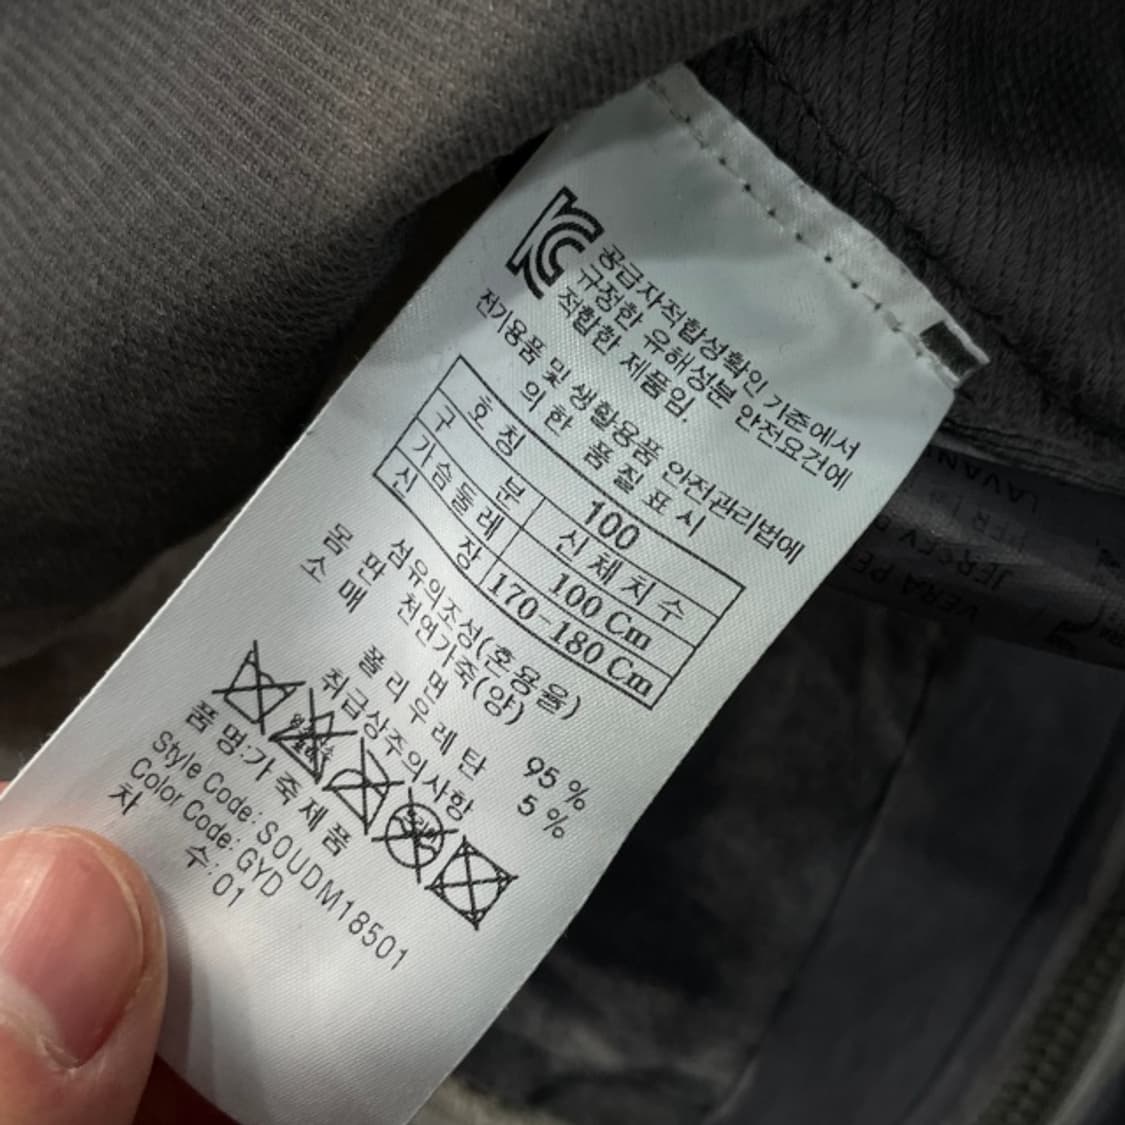 KC
공급자적합성확인 기준에서
규정한 유해성분 안전요건에
적합한 제품임.
전기용품 및 생활용품 안전관리법에
의한 품질표시
호칭 100
구분 신체치수
가슴둘레 100 Cm
신장 170-180 Cm
섬유의조성(혼용율)
몸판 천연가죽(양)
소매 면 95 %
폴리우레탄 5 %
취급상주의사항
품명:가죽제품
Style Code: SOUDM18501
Color Code: GYD
차수: 01
VERA PE
JERSEY
PER
LAVAN